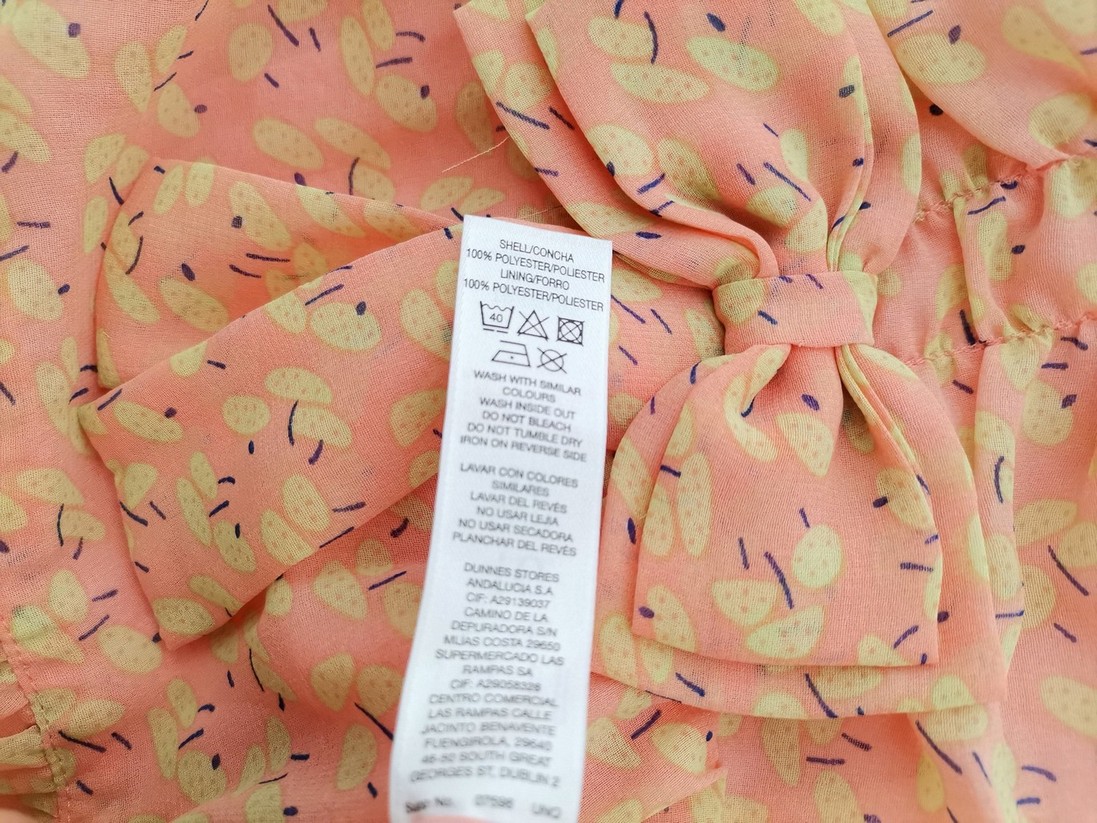 SHELL/CONCHA
100% POLYESTER/POLIESTER
LINING/FORRO
100% POLYESTER/POLIESTER
40
WASH WITH SIMILAR
COLOURS
WASH INSIDE OUT
DO NOT BLEACH
DO NOT TUMBLE DRY
IRON ON REVERSE SIDE
LAVAR CON COLORES
SIMILARES
LAVAR DEL REVÉS
NO USAR LEJIA
NO USAR SECADORA
PLANCHAR DEL REVÉS
DUNNES STORES
ANDALUCIA S.A
CIF: A29139037
CAMINO DE LA
DEPURADORA S/N
MIJAS COSTA 29650
SUPERMERCADO LAS
RAMPAS SA
CIF: A29058328
CENTRO COMERCIAL
LAS RAMPAS CALLE
JACINTO BENAVENTE
FUENGIROLA, 29640
46-50 SOUTH GREAT
GEORGES ST, DUBLIN 2
No. 07598